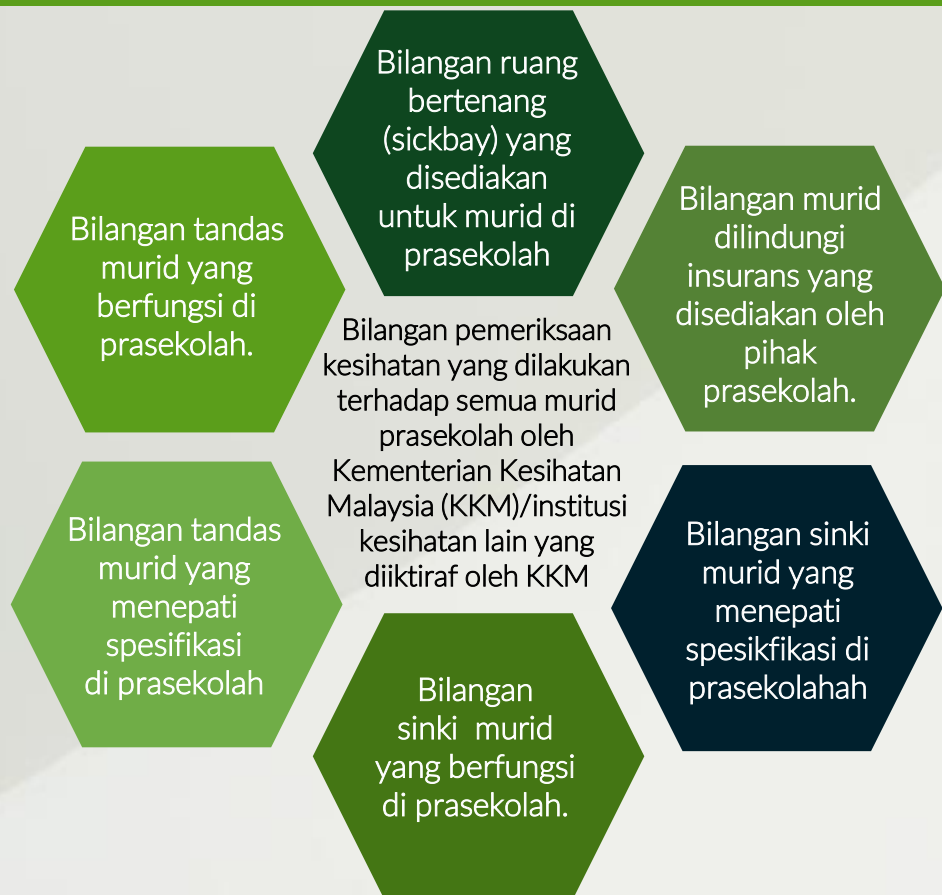 Bilangan ruang
bertenang
(sickbay) yang
disediakan
untuk murid di
prasekolah
Bilangan tandas
murid yang
berfungsi di
prasekolah.
Bilangan murid
dilindungi
insurans yang
disediakan oleh
pihak
prasekolah.
Bilangan pemeriksaan
kesihatan yang dilakukan
terhadap semua murid
prasekolah oleh
Kementerian Kesihatan
Malaysia (KKM)/institusi
kesihatan lain yang
diiktiraf oleh KKM
Bilangan tandas
murid yang
menepati
spesifikasi
di prasekolah
Bilangan sinki
murid yang
menepati
spesikfikasi di
prasekolahah
Bilangan
sinki  murid
yang berfungsi
di prasekolah.